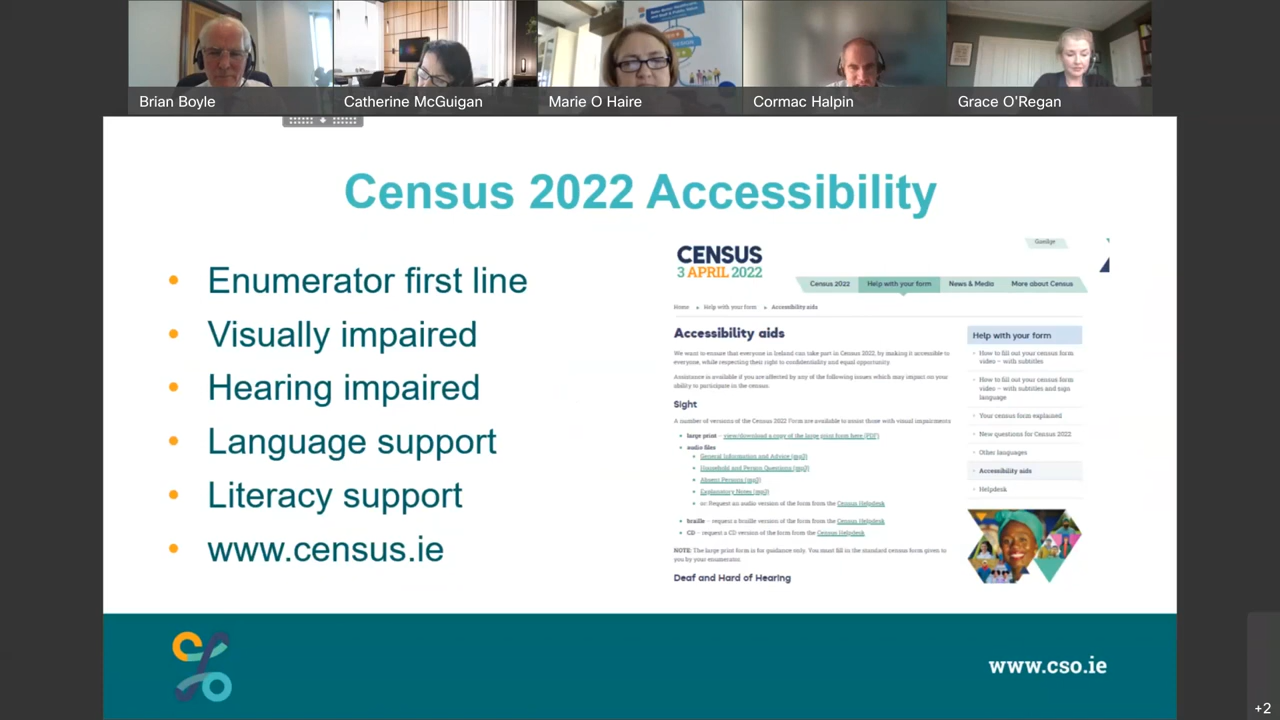 Brian Boyle
Catherine McGuigan
Marie O Haire
Cormac Halpin
Grace O'Regan
Census 2022 Accessibility
• Enumerator first line
• Visually impaired
• Hearing impaired
• Language support
• Literacy support
• www.census.ie
Gaeilge
CENSUS
3 APRIL 2022
Census 2022
Help with your form
News & Media
More about Census
Home
Help with your form
Accessibility aids
Accessibility aids
We want to ensure that everyone in Ireland can take part in Census 2022, by making it accessible to
everyone, while respecting their right to confidentiality and equal opportunity.
Assistance is available if you are affected by any of the following issues which may impact on your
ability to participate in the census.
Sight
A number of versions of the Census 2022 Form are available to assist those with visual impairments
large print – view/download a copy of the large print form here (PDF)
audio files
General Information and Advice (mp3)
Household and Person Questions (mp3)
Absent Persons (mp3)
Explanatory Notes (mp3)
or Request an audio version of the form from the Census Helpdesk
braille – request a braille version of the form from the Census Helpdesk
CD – request a CD version of the form from the Census Helpdesk
NOTE: The large print form is for guidance only. You must fill in the standard census form given to
you by your enumerator.
Deaf and Hard of Hearing
Help with your form
How to fill out your census form
video – with subtitles
How to fill out your census form
video – with subtitles and sign
language
Your census form explained
New questions for Census 2022
Other languages
Accessibility aids
Helpdesk
www.cso.ie
+2